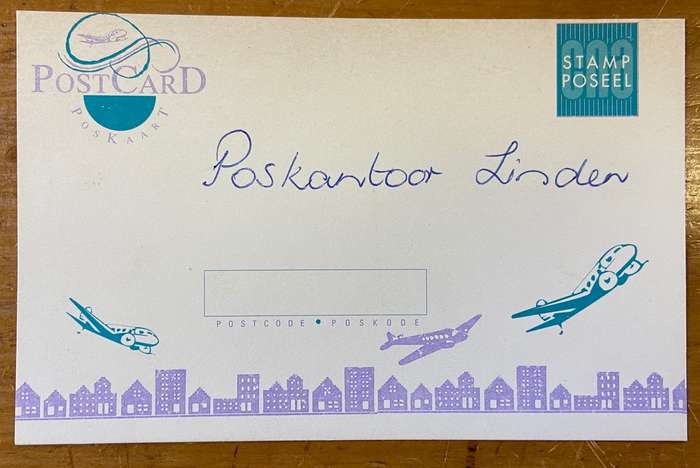 POSTCARD
POSKAART
STAMP
POSEEL
Poskantoor Linden
POSTCODE • POSKODE